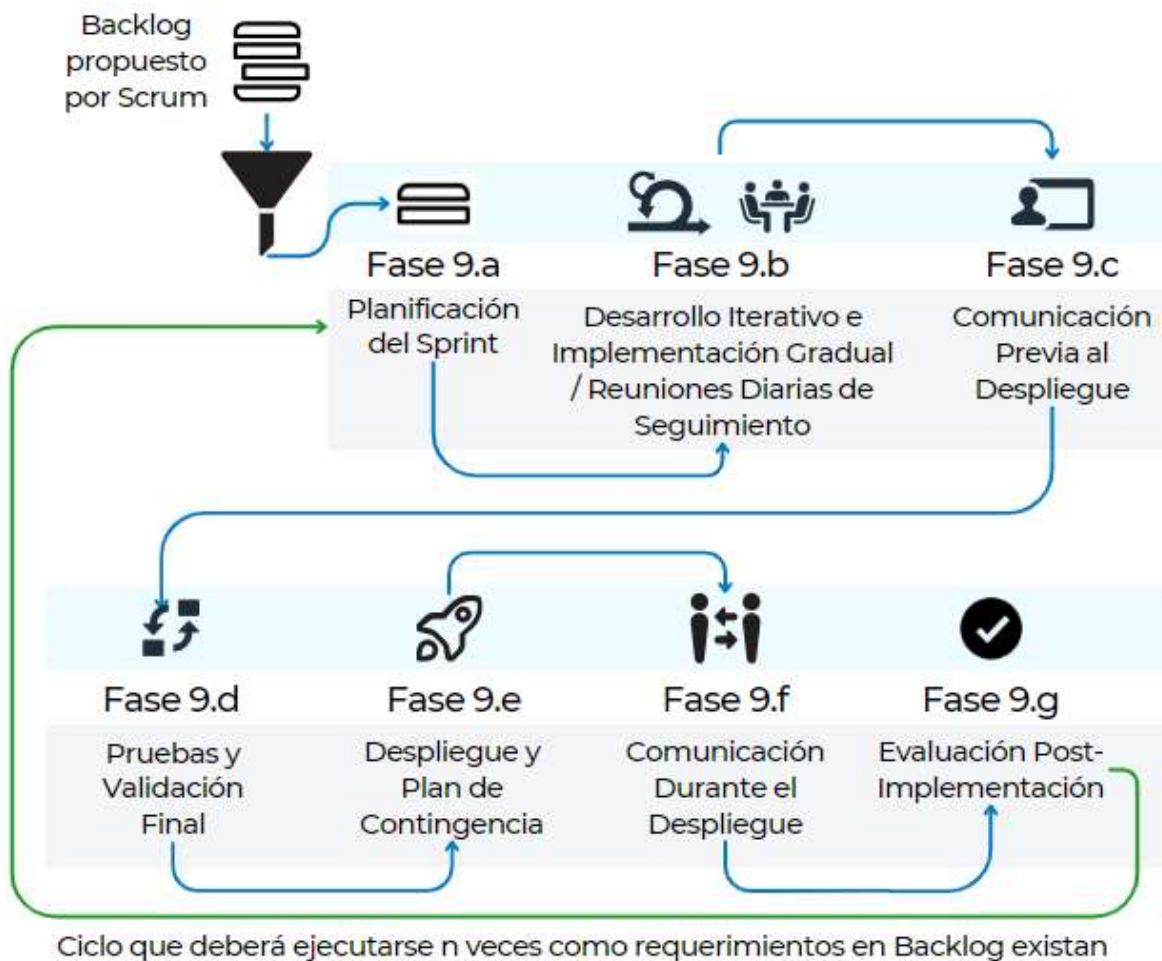 Backlog
propuesto
por Scrum
Fase 9.a
Planificación
del Sprint
Fase 9.b
Desarrollo Iterativo e
Implementación Gradual
/ Reuniones Diarias de
Seguimiento
Fase 9.c
Comunicación
Previa al
Despliegue
Fase 9.d
Pruebas y
Validación
Final
Fase 9.e
Despliegue y
Plan de
Contingencia
Fase 9.f
Comunicación
Durante el
Despliegue
Fase 9.g
Evaluación Post-
Implementación
Ciclo que deberá ejecutarse n veces como requerimientos en Backlog existan